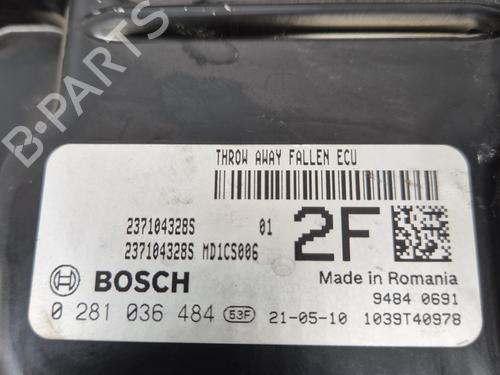 B-PARTS
THROW AWAY FALLEN ECU
237104328S 01
237104328S MD1CS006
2F
BOSCH
Made in Romania
9484 0691
0 281 036 484 53F 21-05-10 1039T40978